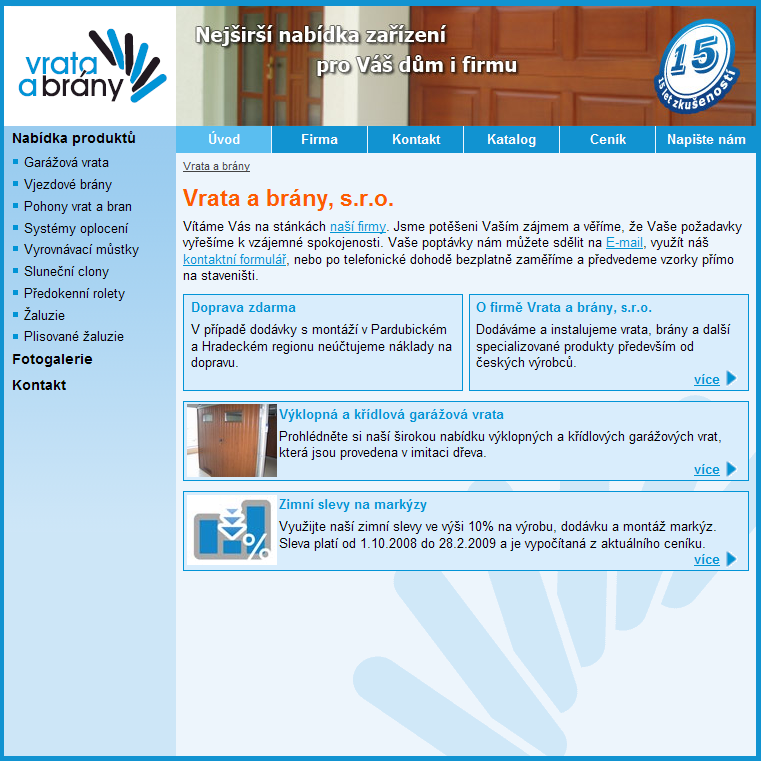 vrata
a brány
Nejširší nabídka zařízení
pro Váš dům i firmu
15
15 let zkušeností
Nabídka produktů
Garážová vrata
Vjezdové brány
Pohony vrat a bran
Systémy oplocení
Vyrovnávací můstky
Sluneční clony
Předokenní rolety
Žaluzie
Plisované žaluzie
Fotogalerie
Kontakt
Úvod Firma Kontakt Katalog Ceník Napište nám
Vrata a brány
Vrata a brány, s.r.o.
Vítáme Vás na stánkách naší firmy. Jsme potěšeni Vaším zájmem a věříme, že Vaše požadavky
vyřešíme k vzájemné spokojenosti. Vaše poptávky nám můžete sdělit na E-mail, využít náš
kontaktní formulář, nebo po telefonické dohodě bezplatně zaměříme a předvedeme vzorky přímo
na staveništi.
Doprava zdarma
V případě dodávky s montáží v Pardubickém
a Hradeckém regionu neúčtujeme náklady na
dopravu.
O firmě Vrata a brány, s.r.o.
Dodáváme a instalujeme vrata, brány a další
specializované produkty především od
českých výrobců.
více
Výklopná a křídlová garážová vrata
Prohlédněte si naší širokou nabídku výklopných a křídlových garážových vrat,
která jsou provedena v imitaci dřeva.
více
%
Zimní slevy na markýzy
Využijte naší zimní slevy ve výši 10% na výrobu, dodávku a montáž markýz.
Sleva platí od 1.10.2008 do 28.2.2009 a je vypočítaná z aktuálního ceníku.
více